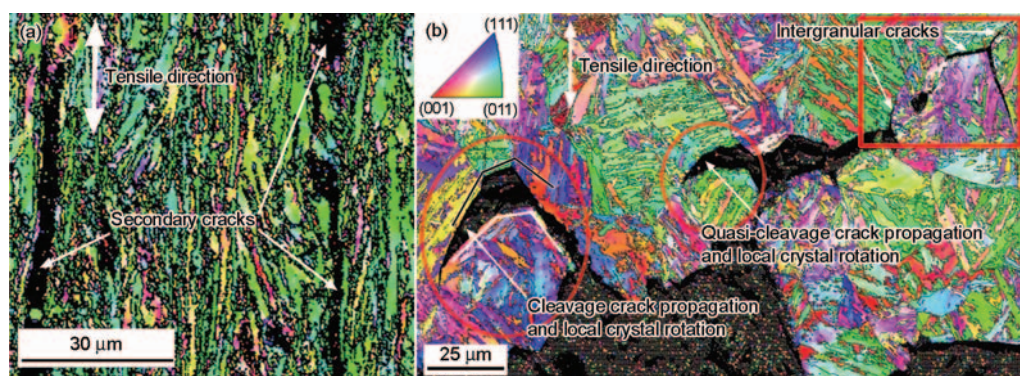 (a)
Tensile direction
Secondary cracks
30 μm
(b)
(111)
(001)
(011)
Tensile direction
Intergranular cracks
Quasi-cleavage crack propagation
and local crystal rotation
Cleavage crack propagation
and local crystal rotation
25 μm